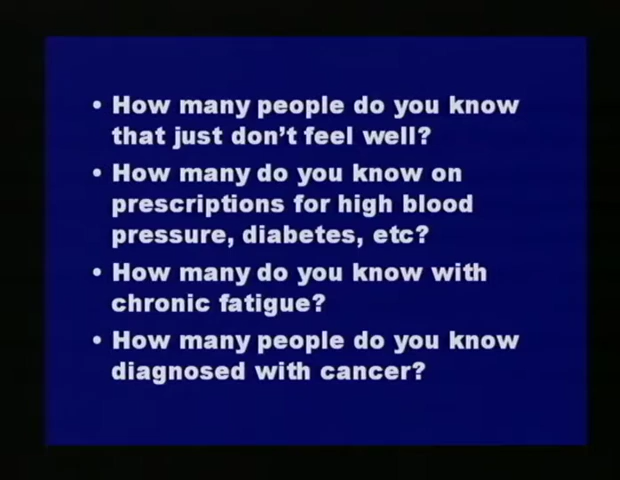 • How many people do you know
that just don't feel well?
• How many do you know on
prescriptions for high blood
pressure, diabetes, etc?
• How many do you know with
chronic fatigue?
• How many people do you know
diagnosed with cancer?